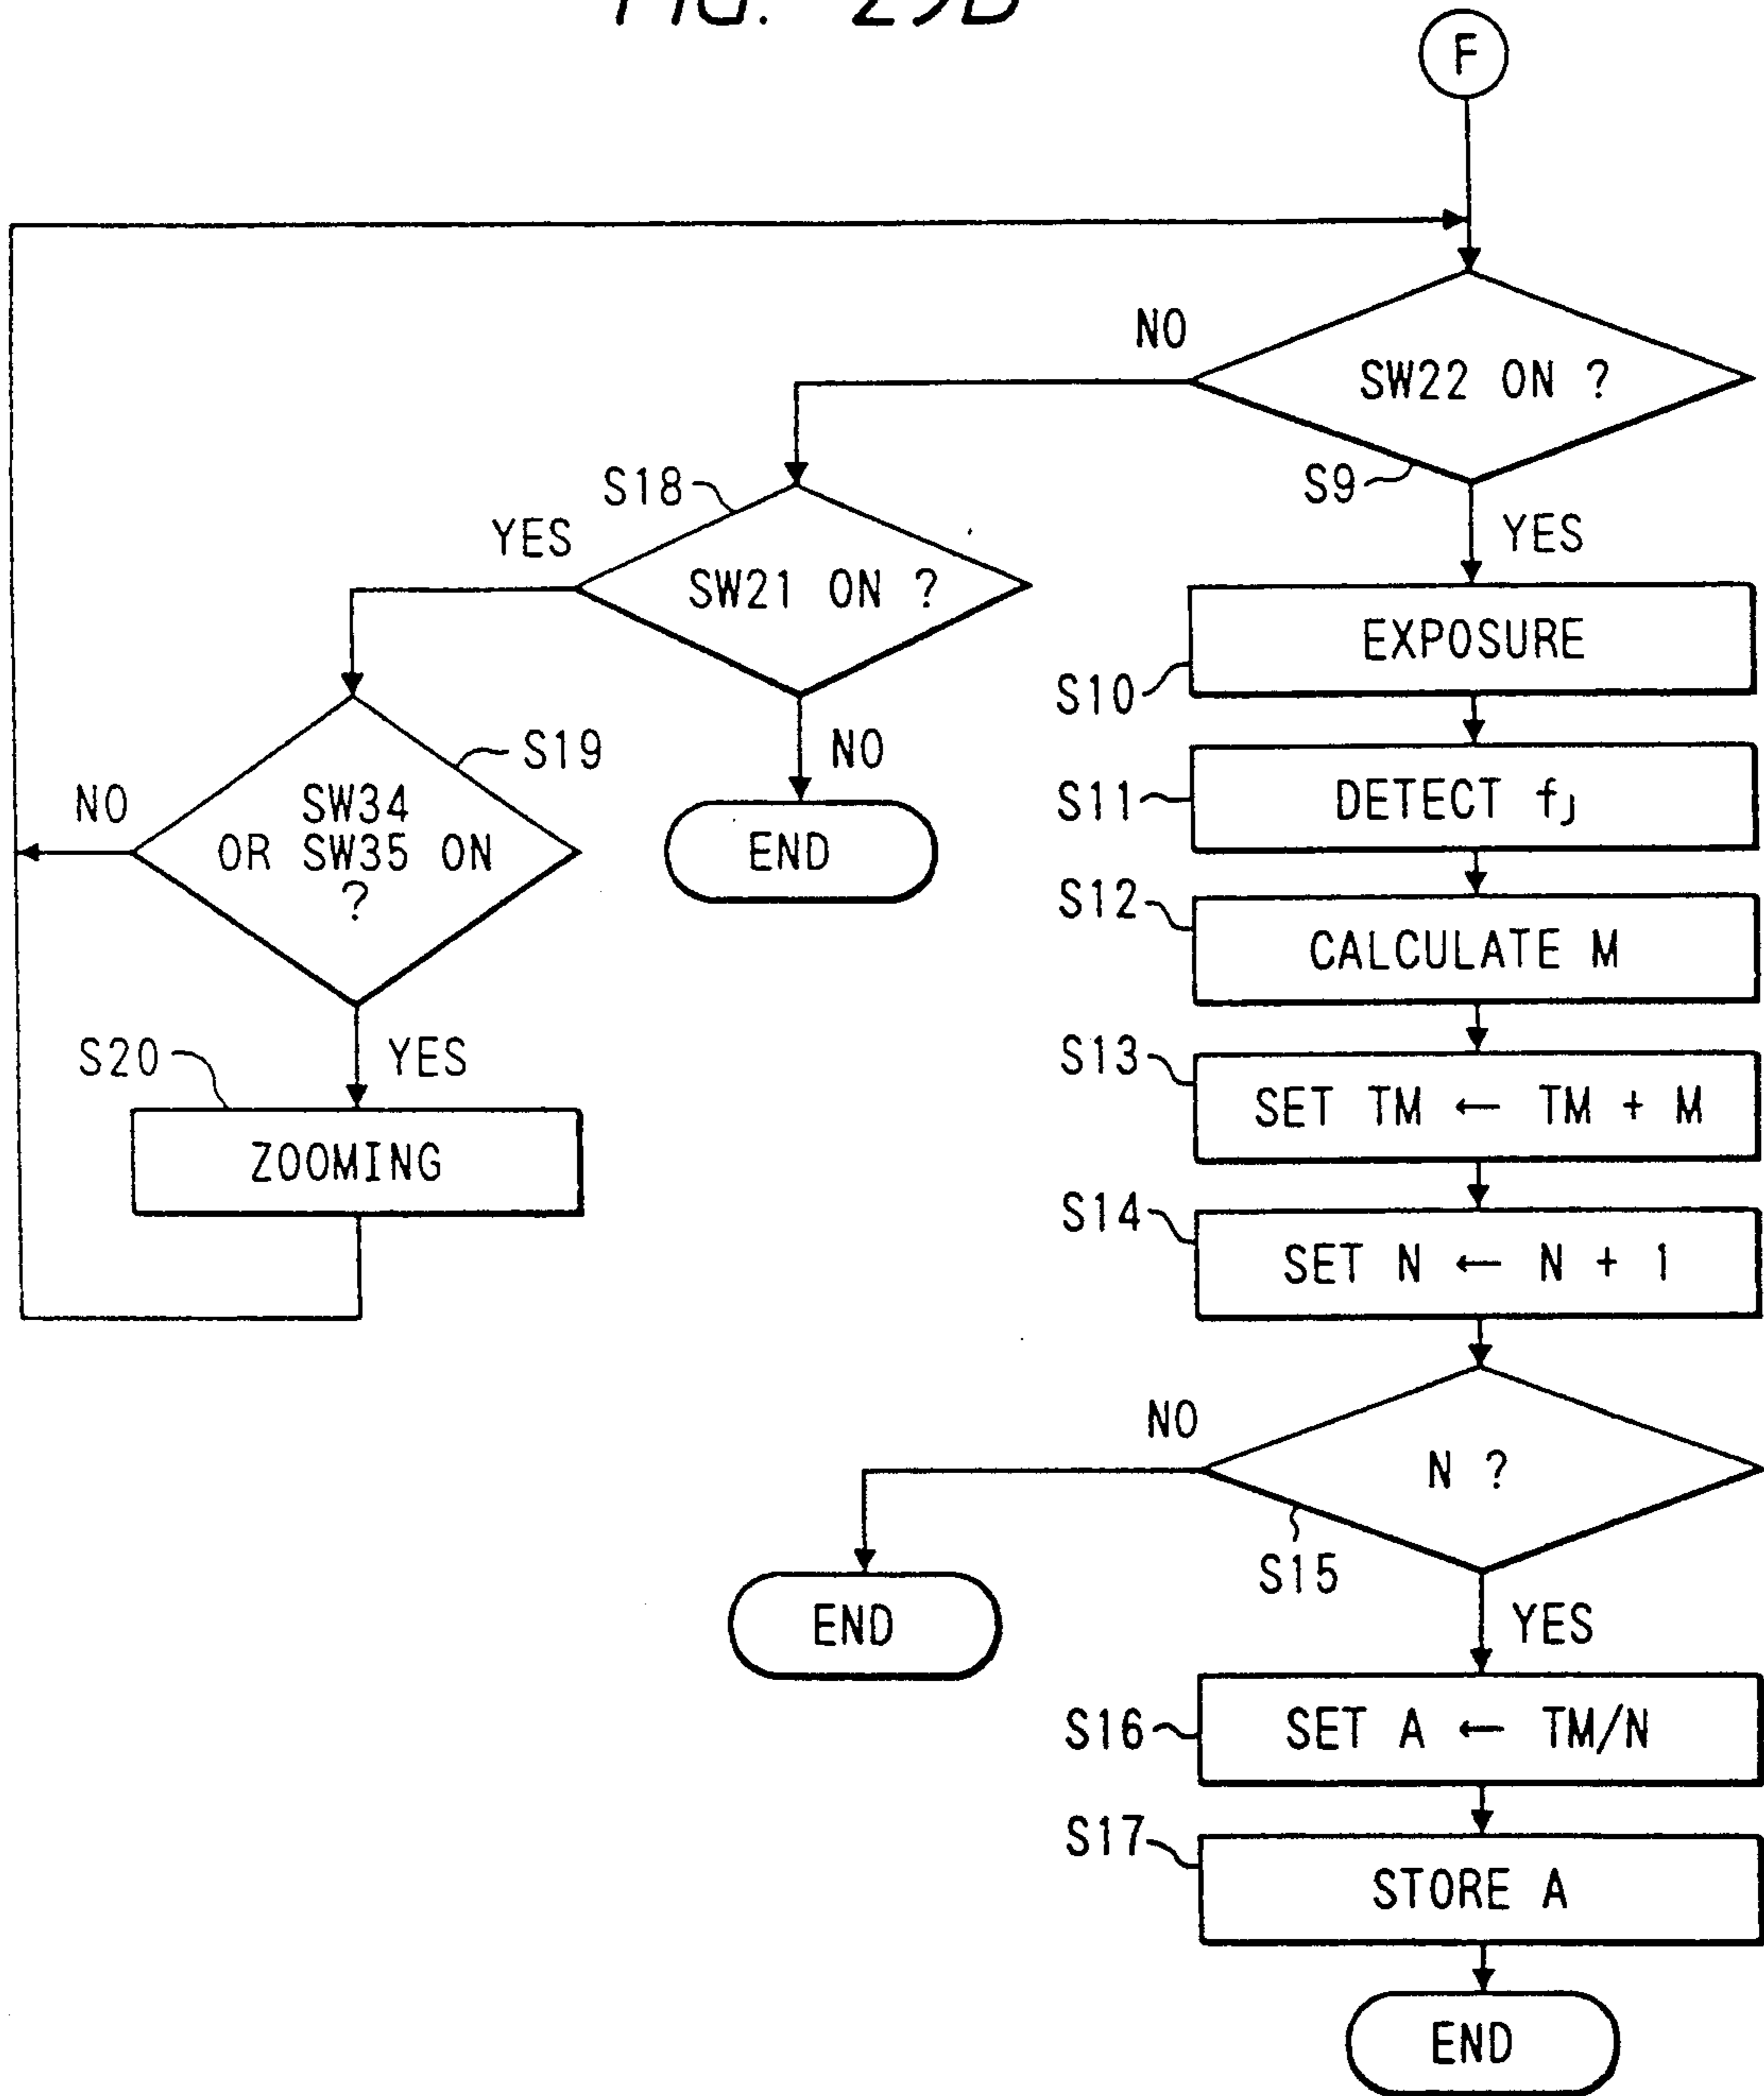 FIG. 29B
F
NO
SW22 ON ?
S9
YES
S18
YES
SW21 ON ?
NO
END
S19
NO
SW34
OR SW35 ON
?
YES
S20
ZOOMING
S10
EXPOSURE
S11
DETECT fj
S12
CALCULATE M
S13
SET TM ← TM + M
S14
SET N ← N + 1
NO
N ?
S15
END
YES
S16
SET A ← TM/N
S17
STORE A
END